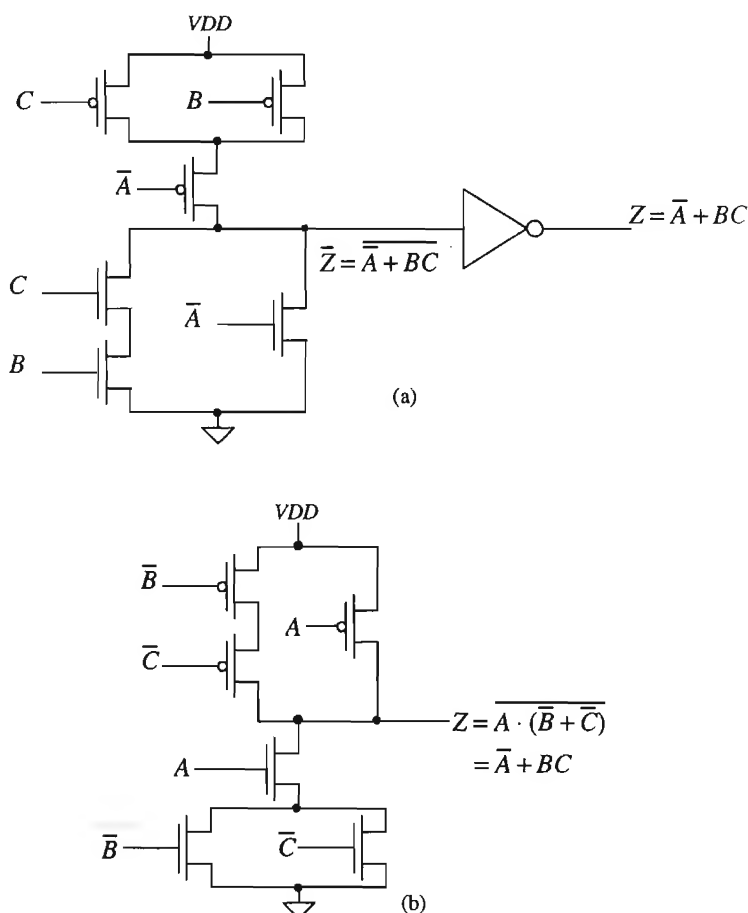 VDD
C
B
A̅
Z̅ = \overline{A̅ + BC}
Z = A̅ + BC
C
A̅
B
(a)
VDD
B̅
A
C̅
Z = \overline{A · (B̅ + C̅)}
= A̅ + BC
A
B̅
C̅
(b)